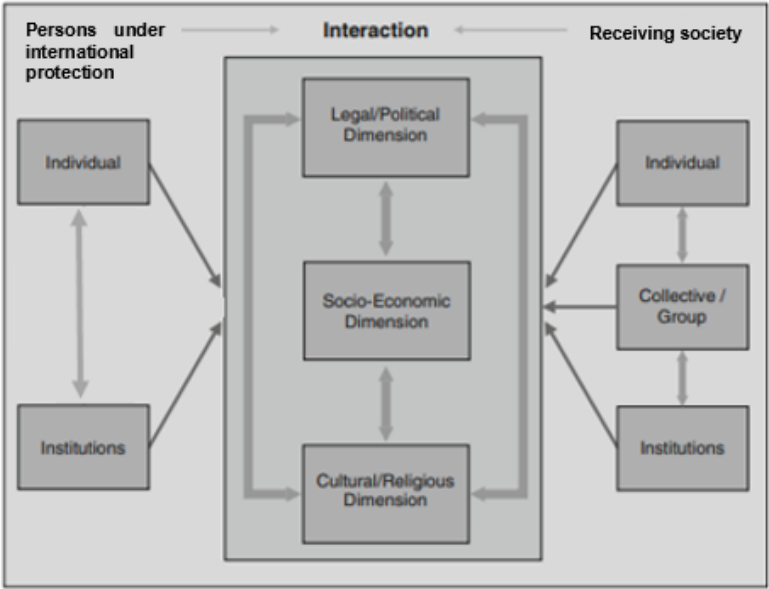 Persons under
international
protection
Interaction
Receiving society
Individual
Institutions
Legal/Political
Dimension
Socio-Economic
Dimension
Cultural/Religious
Dimension
Individual
Collective /
Group
Institutions